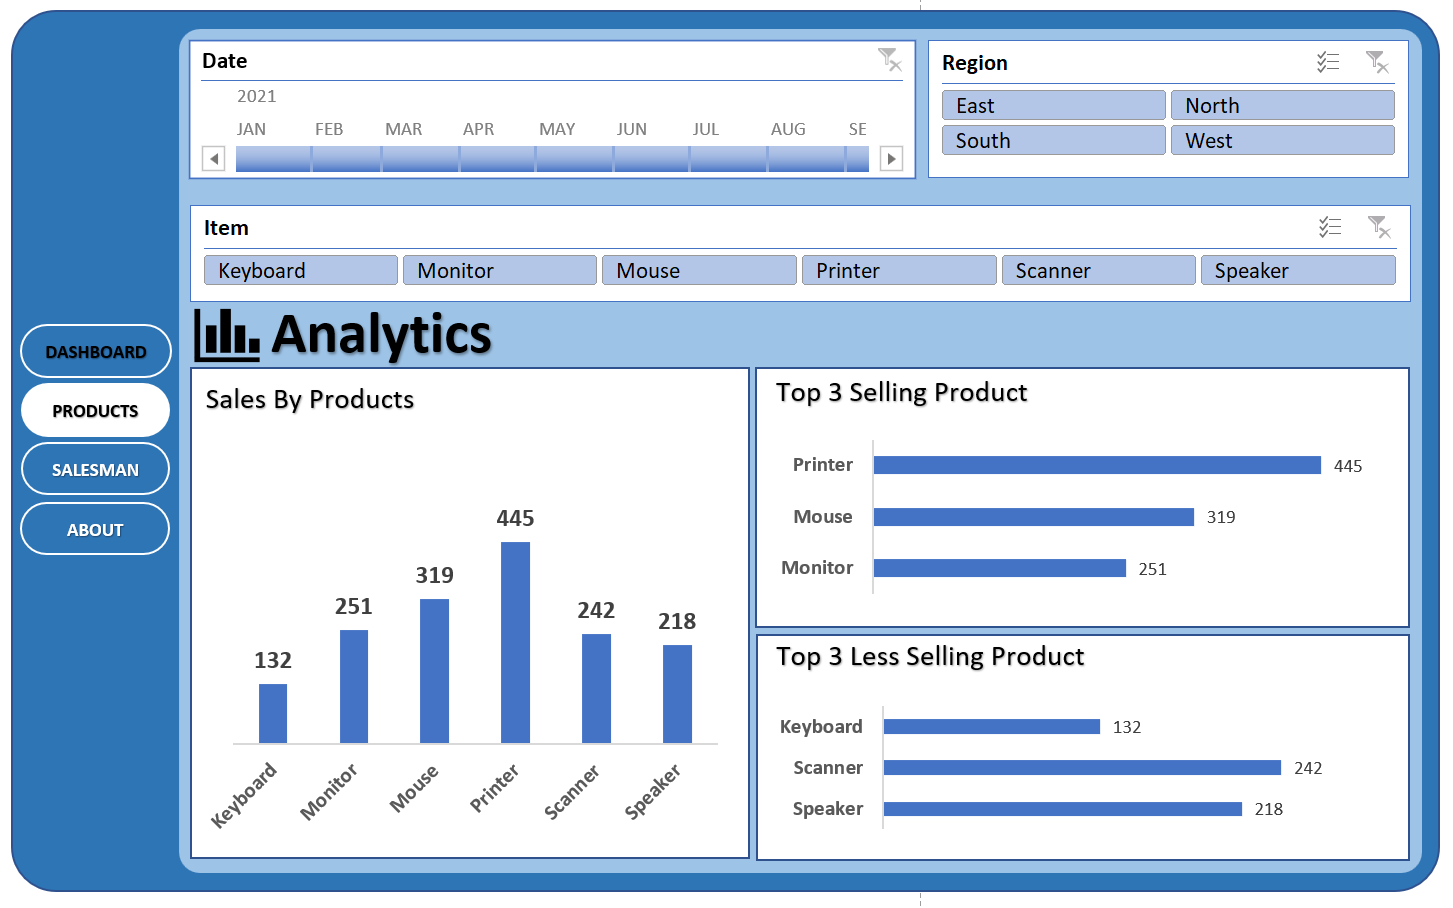 Date
2021
JAN FEB MAR APR MAY JUN JUL AUG SE
Region
East North
South West
Item
Keyboard Monitor Mouse Printer Scanner Speaker
DASHBOARD
PRODUCTS
SALESMAN
ABOUT
Analytics
Sales By Products
445
319
251
242
218
132
Keyboard Monitor Mouse Printer Scanner Speaker
Top 3 Selling Product
Printer 445
Mouse 319
Monitor 251
Top 3 Less Selling Product
Keyboard 132
Scanner 242
Speaker 218